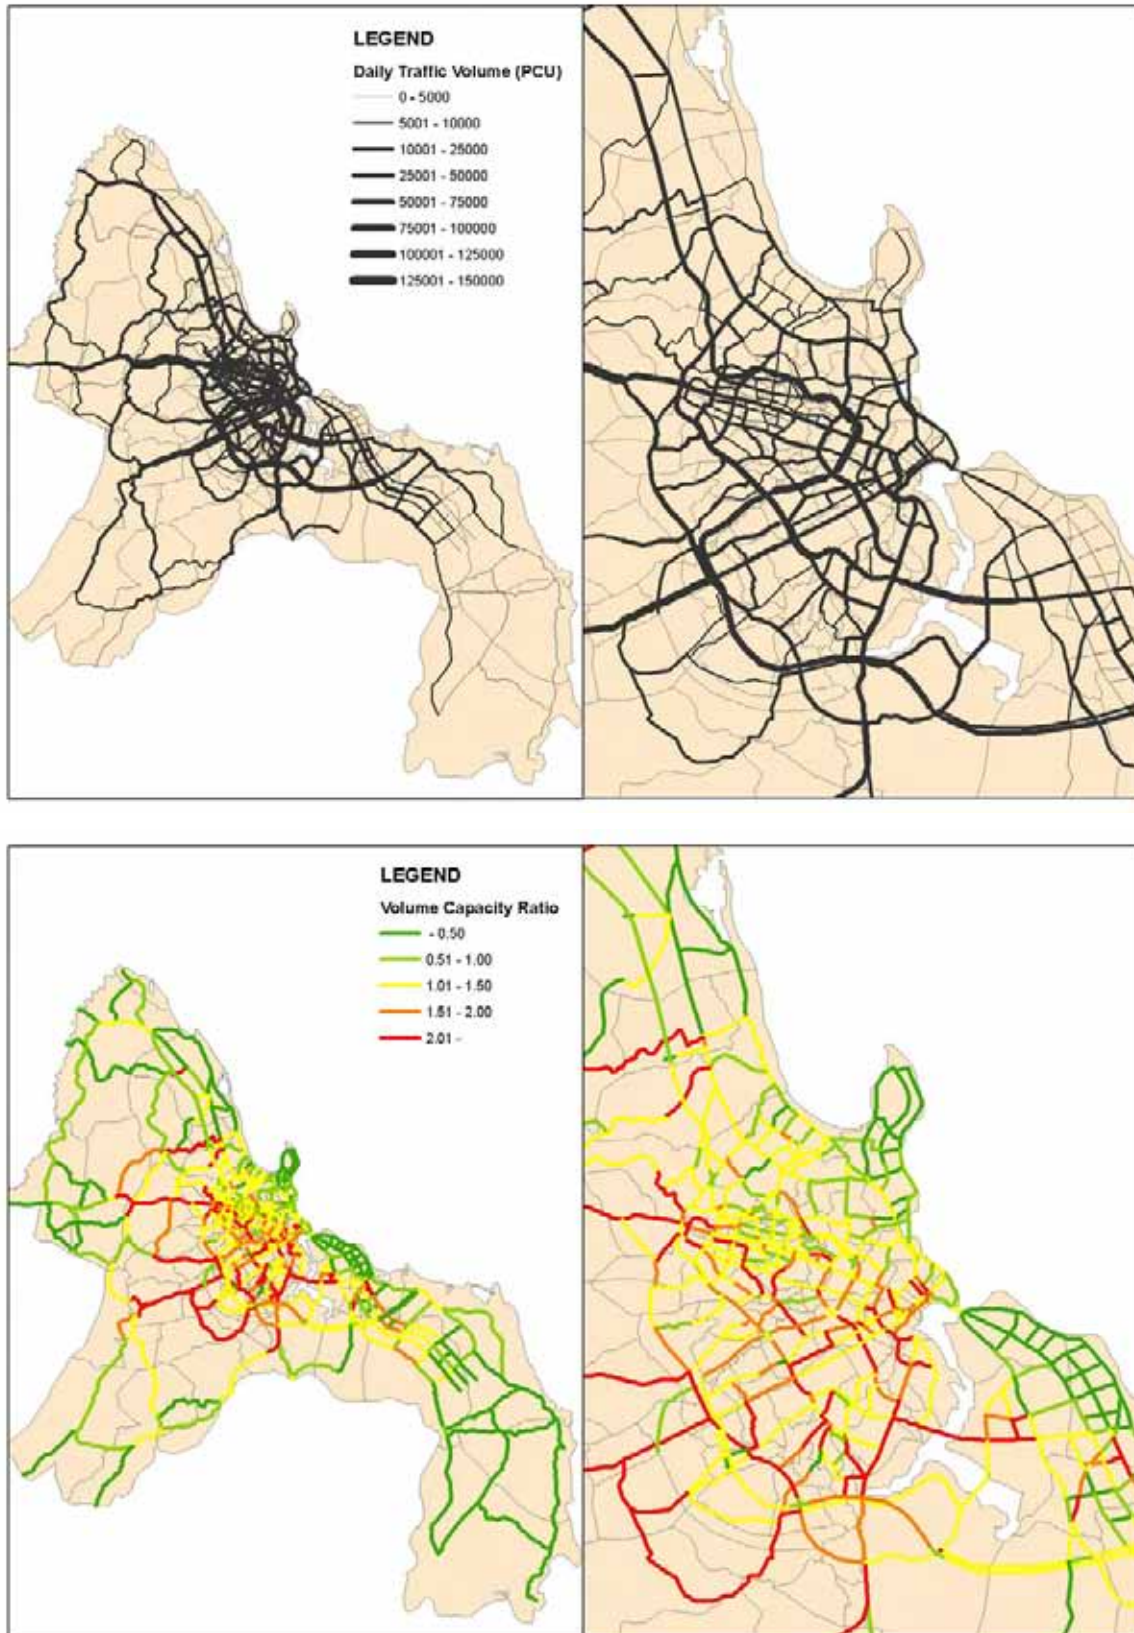 LEGEND
Daily Traffic Volume (PCU)
0 - 5000
5001 - 10000
10001 - 25000
25001 - 50000
50001 - 75000
75001 - 100000
100001 - 125000
125001 - 150000
LEGEND
Volume Capacity Ratio
- 0.50
0.51 - 1.00
1.01 - 1.50
1.51 - 2.00
2.01 -